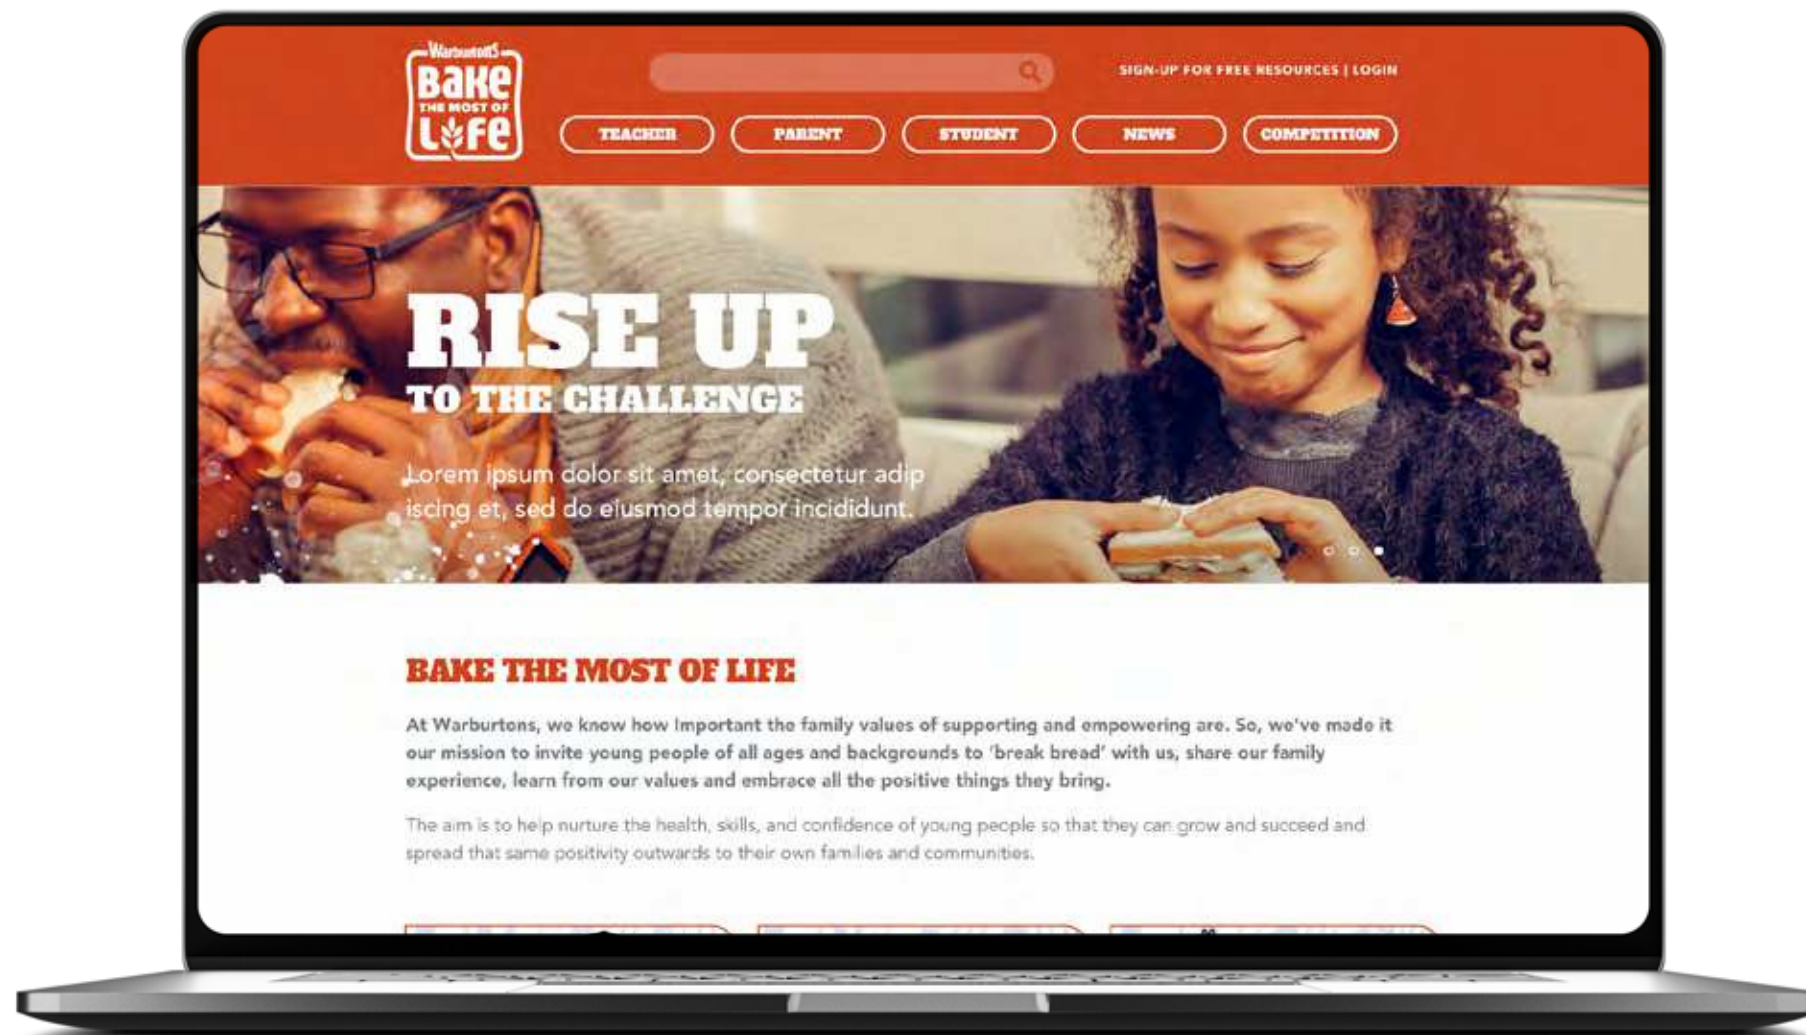 Warburtons
BaKe
THE MOST OF
LiFe
SIGN-UP FOR FREE RESOURCES | LOGIN
TEACHER PARENT STUDENT NEWS COMPETITION
RISE UP
TO THE CHALLENGE
Lorem ipsum dolor sit amet, consectetur adip
iscing et, sed do eiusmod tempor incididunt.
BAKE THE MOST OF LIFE
At Warburtons, we know how Important the family values of supporting and empowering are. So, we've made it
our mission to invite young people of all ages and backgrounds to 'break bread' with us, share our family
experience, learn from our values and embrace all the positive things they bring.
The aim is to help nurture the health, skills, and confidence of young people so that they can grow and succeed and
spread that same positivity outwards to their own families and communities.